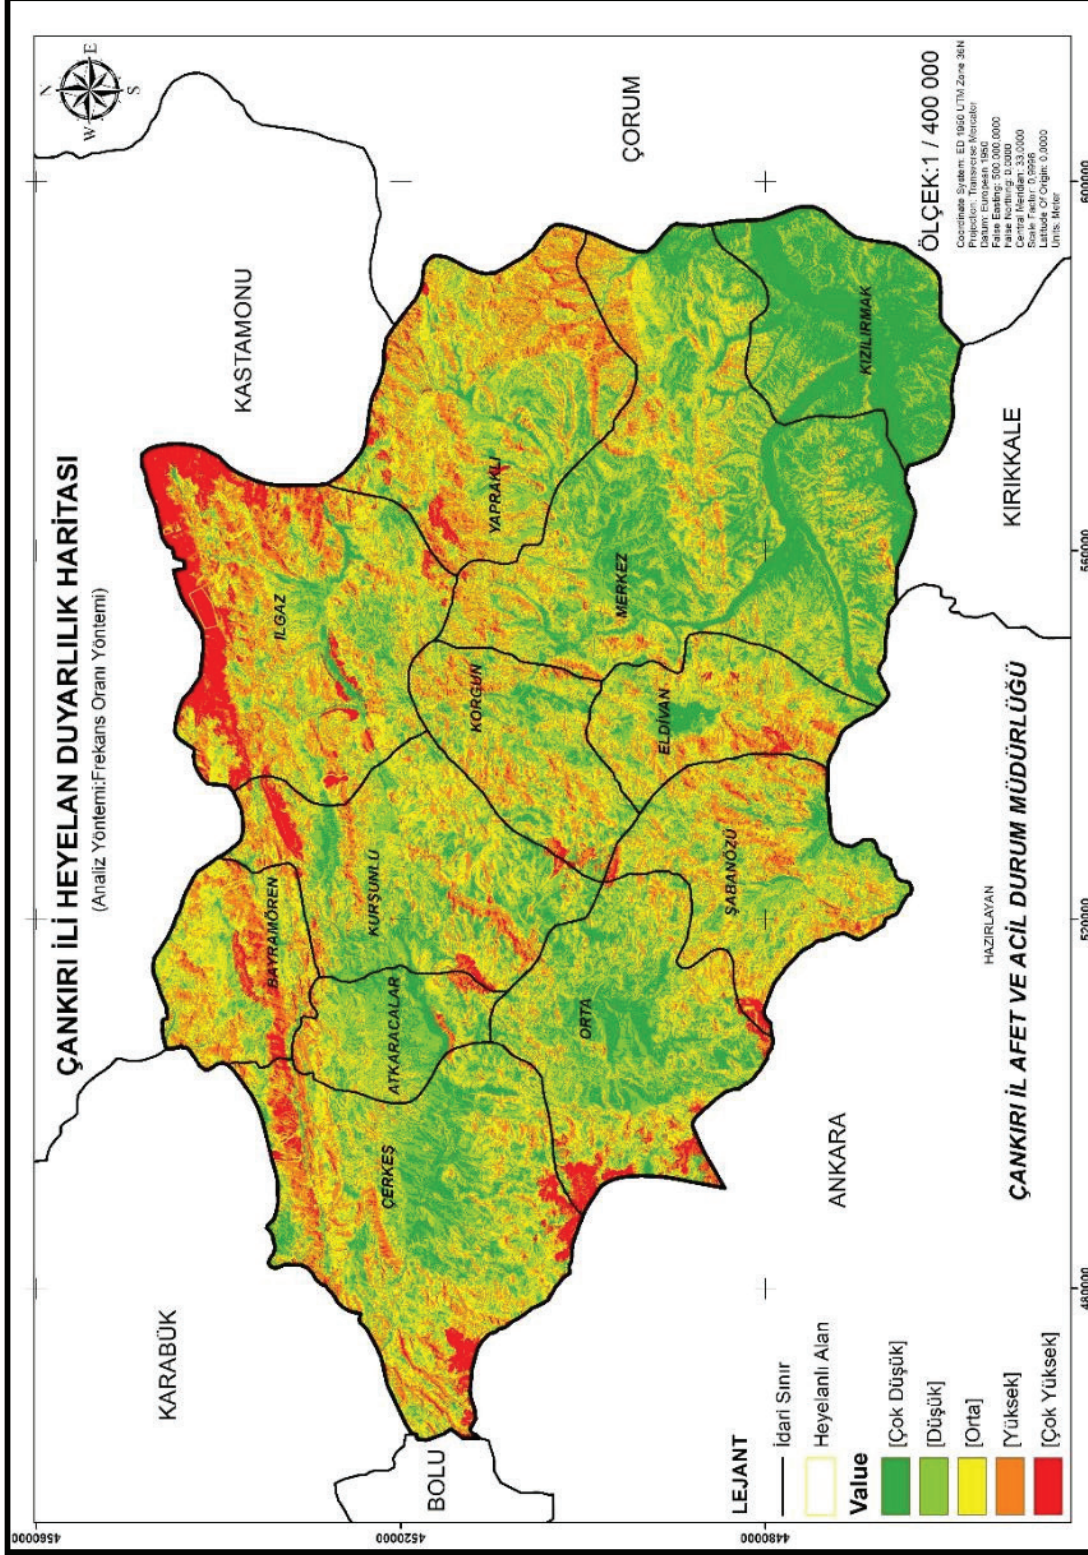 ÇANKIRI İLİ HEYELAN DUYARLILIK HARİTASI
(Analiz Yöntemi:Frekans Oranı Yöntemi)
N
E
S
W
KARABÜK
KASTAMONU
ÇORUM
BOLU
ANKARA
KIRIKKALE
BAYRAMÖREN
ILGAZ
ÇERKEŞ
ATKARACALAR
KURŞUNLU
KORGUN
YAPRAKLI
ORTA
ŞABANÖZÜ
ELDİVAN
MERKEZ
KIZILIRMAK
LEJANT
İdari Sınır
Heyelanlı Alan
Value
[Çok Düşük]
[Düşük]
[Orta]
[Yüksek]
[Çok Yüksek]
HAZIRLAYAN
ÇANKIRI İL AFET VE ACİL DURUM MÜDÜRLÜĞÜ
ÖLÇEK:1 / 400 000
Coordinate System: ED 1950 UTM Zone 36N
Projection: Transverse Mercator
Datum: European 1950
False Easting: 500.000,0000
False Northing: 0,0000
Central Meridian: 33,0000
Scale Factor: 0,9996
Latitude Of Origin: 0,0000
Units: Meter
4560000
4520000
4480000
480000
520000
560000
600000